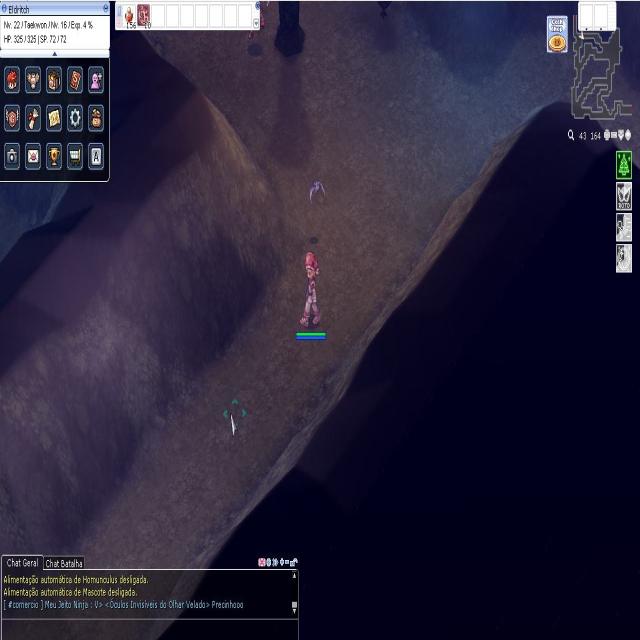 Eldritch
Nv. 22 / Taekwon / Nv. 16 / Exp. 4 %
HP. 325 / 325 | SP. 72 / 72
A
43 164
Chat Geral Chat Batalha
Alimentação automática de Homunculus desligada.
Alimentação automática de Mascote desligada.
[ #comercio ] Meu Jeito Ninja : V> <Óculos Invisíveis do Olhar Velado> Precinhooo